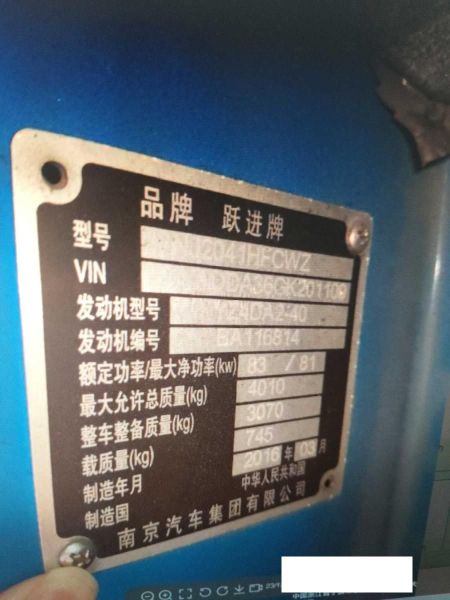 品牌 跃进牌
型号 2041HFCWZ
VIN
发动机型号 YZ4DA2-40
发动机编号 BA116814
额定功率/最大净功率(kw) 83 / 81
最大允许总质量(kg) 4010
整车整备质量(kg) 3070
载质量(kg) 745
制造年月 2016 年 03 月
制造国 中华人民共和国
南京汽车集团有限公司